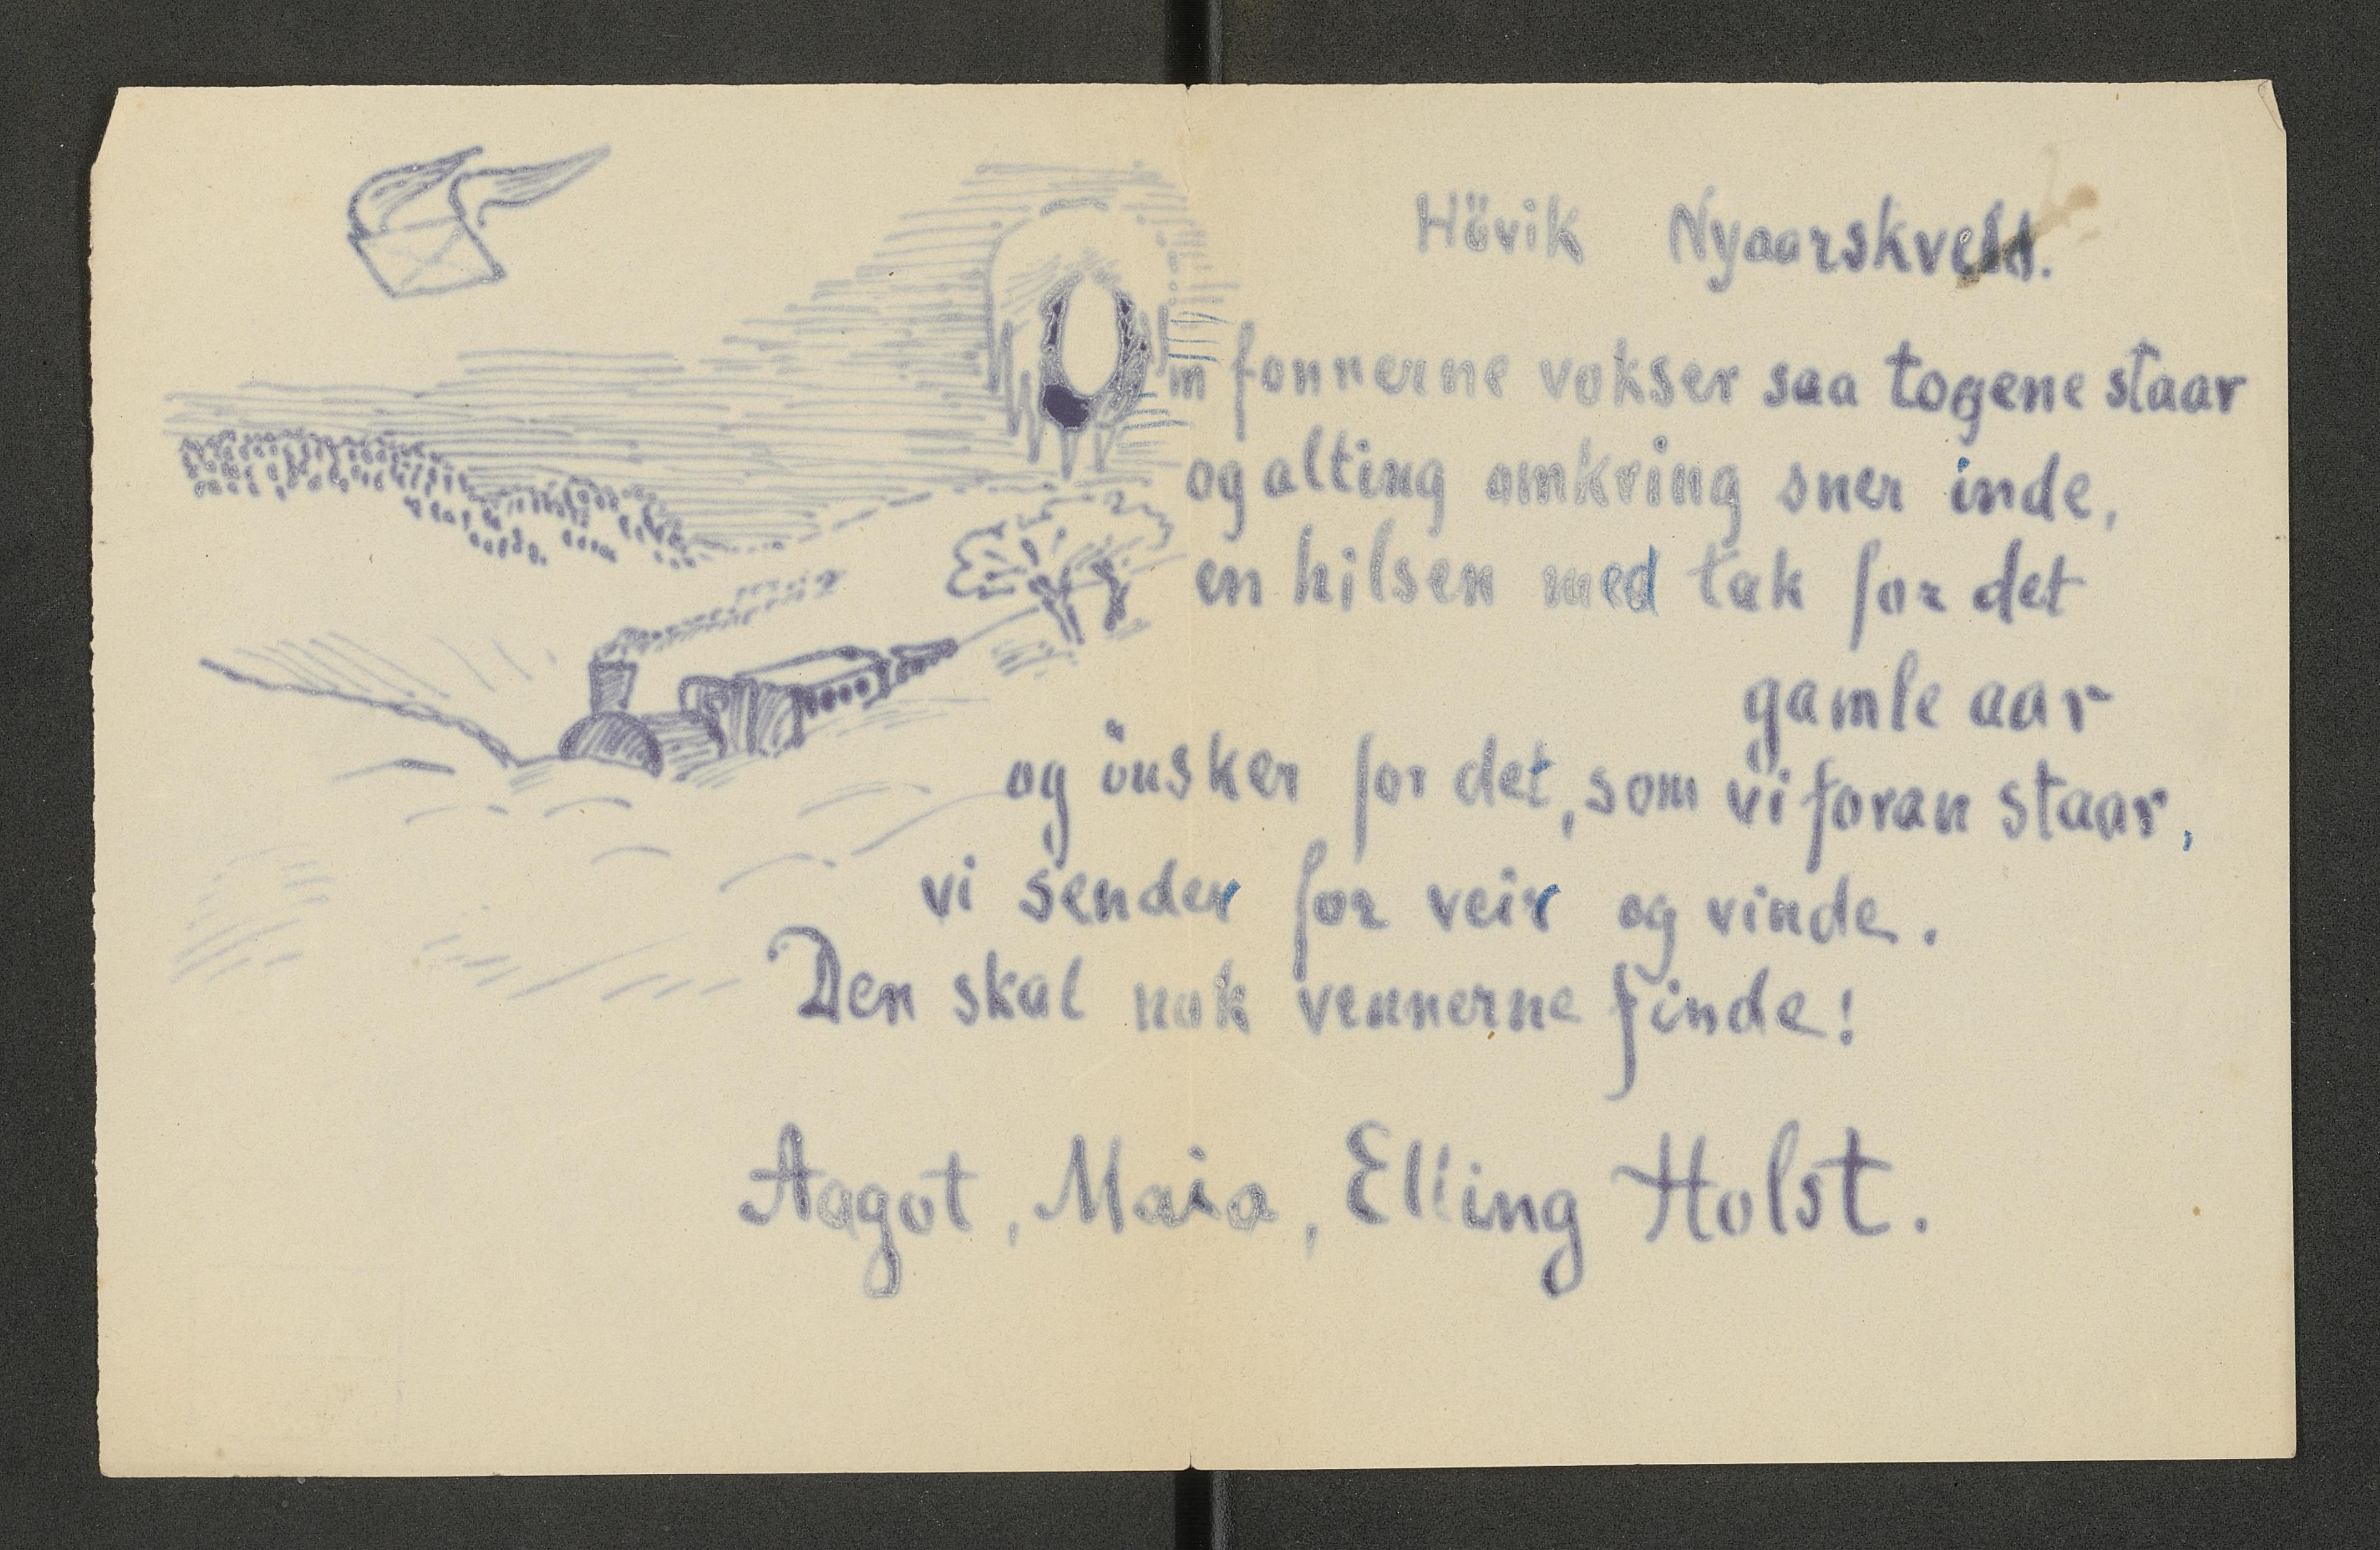 Hövik Nyaarskveld.
Om fonnerne vokser saa togene staar
og alting omkring sner inde,
en hilsen med tak for det
gamle aar
og önsker for det, som vi foran staar,
vi sender for veir og vinde.
Den skal nok vennerne finde!
Aagot, Maia, Elling Holst.